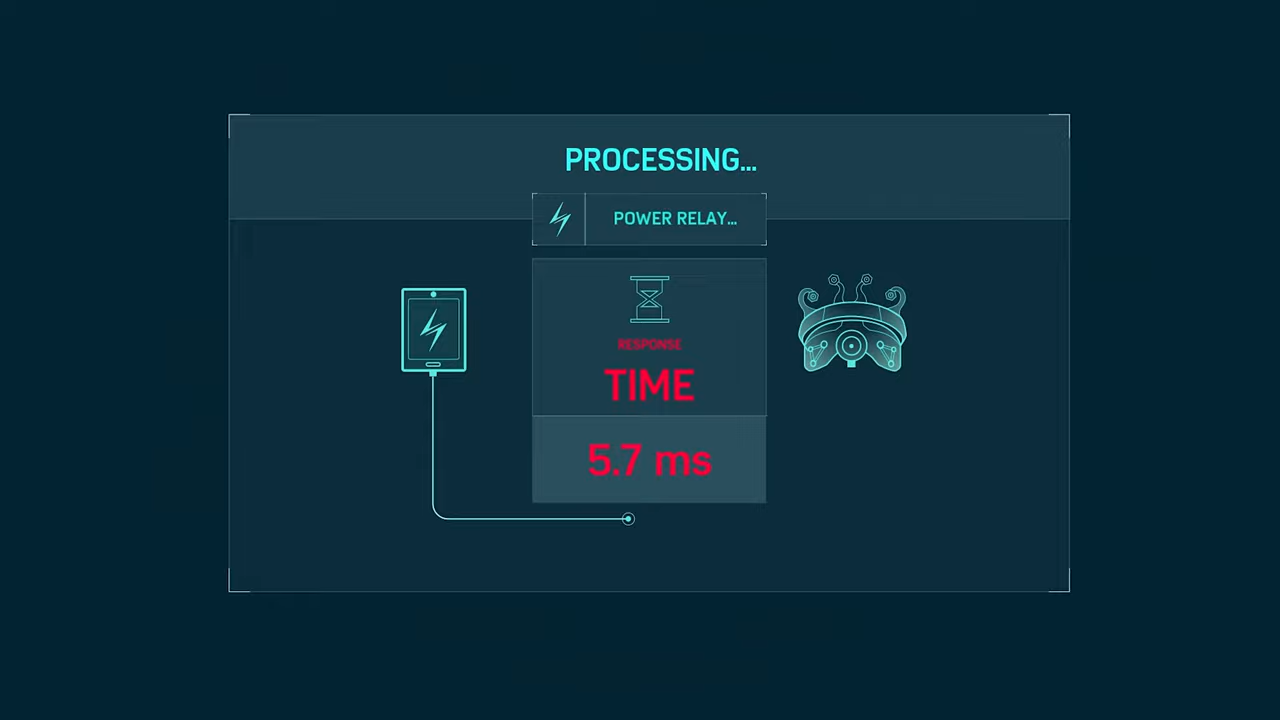 PROCESSING...
POWER RELAY...
RESPONSE
TIME
5.7 ms